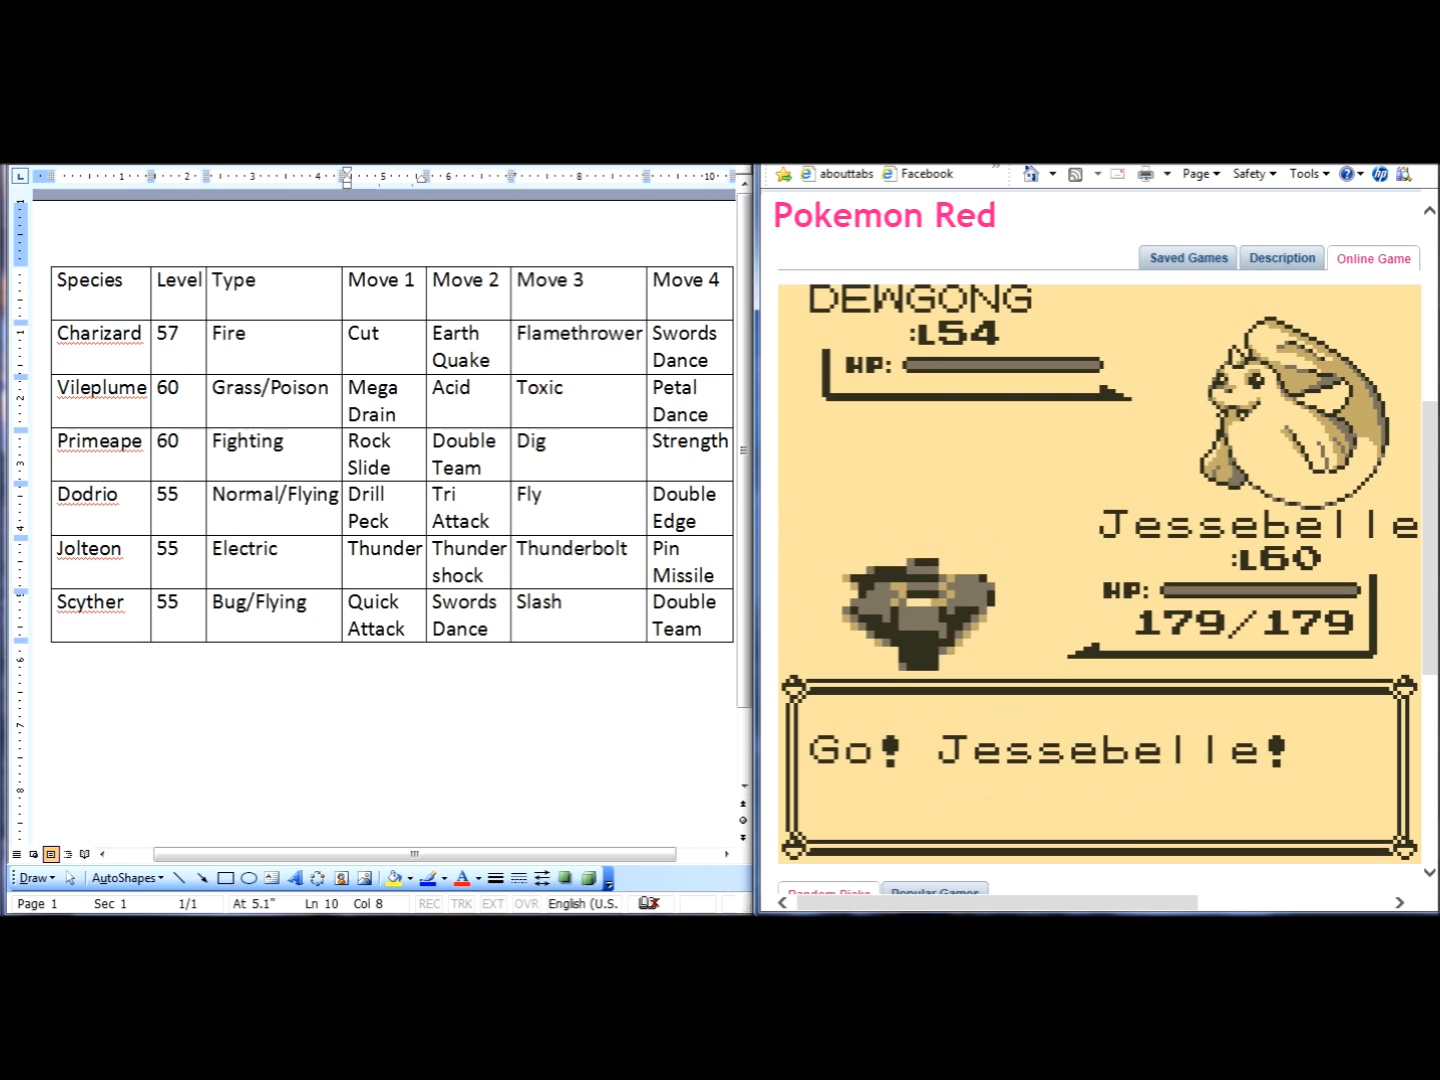 abouttabs Facebook Page Safety Tools
Pokemon Red
Saved Games Description Online Game
Species Level Type Move 1 Move 2 Move 3 Move 4
Charizard 57 Fire Cut Earth Quake Flamethrower Swords Dance
Vileplume 60 Grass/Poison Mega Drain Acid Toxic Petal Dance
Primeape 60 Fighting Rock Slide Double Team Dig Strength
Dodrio 55 Normal/Flying Drill Peck Tri Attack Fly Double Edge
Jolteon 55 Electric Thunder Thunder shock Thunderbolt Pin Missile
Scyther 55 Bug/Flying Quick Attack Swords Dance Slash Double Team
Draw AutoShapes
Page 1 Sec 1 1/1 At 5.1" Ln 10 Col 8 REC TRK EXT OVR English (U.S.
DEWGONG
:L54
HP:
Jessebelle
:L60
HP:
179/179
Go! Jessebelle!
Random Picks Popular Games